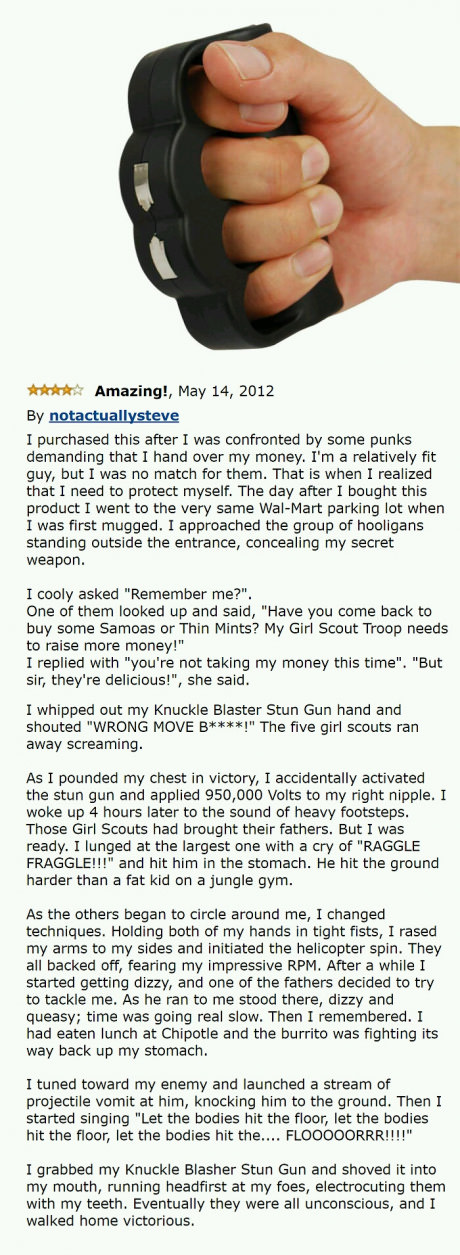 Amazing!, May 14, 2012
By notactuallysteve
I purchased this after I was confronted by some punks
demanding that I hand over my money. I'm a relatively fit
guy, but I was no match for them. That is when I realized
that I need to protect myself. The day after I bought this
product I went to the very same Wal-Mart parking lot when
I was first mugged. I approached the group of hooligans
standing outside the entrance, concealing my secret
weapon.
I cooly asked "Remember me?".
One of them looked up and said, "Have you come back to
buy some Samoas or Thin Mints? My Girl Scout Troop needs
to raise more money!"
I replied with "you're not taking my money this time". "But
sir, they're delicious!", she said.
I whipped out my Knuckle Blaster Stun Gun hand and
shouted "WRONG MOVE B****!" The five girl scouts ran
away screaming.
As I pounded my chest in victory, I accidentally activated
the stun gun and applied 950,000 Volts to my right nipple. I
woke up 4 hours later to the sound of heavy footsteps.
Those Girl Scouts had brought their fathers. But I was
ready. I lunged at the largest one with a cry of "RAGGLE
FRAGGLE!!!" and hit him in the stomach. He hit the ground
harder than a fat kid on a jungle gym.
As the others began to circle around me, I changed
techniques. Holding both of my hands in tight fists, I rased
my arms to my sides and initiated the helicopter spin. They
all backed off, fearing my impressive RPM. After a while I
started getting dizzy, and one of the fathers decided to try
to tackle me. As he ran to me stood there, dizzy and
queasy; time was going real slow. Then I remembered. I
had eaten lunch at Chipotle and the burrito was fighting its
way back up my stomach.
I tuned toward my enemy and launched a stream of
projectile vomit at him, knocking him to the ground. Then I
started singing "Let the bodies hit the floor, let the bodies
hit the floor, let the bodies hit the.... FLOOOOORRR!!!!"
I grabbed my Knuckle Blasher Stun Gun and shoved it into
my mouth, running headfirst at my foes, electrocuting them
with my teeth. Eventually they were all unconscious, and I
walked home victorious.